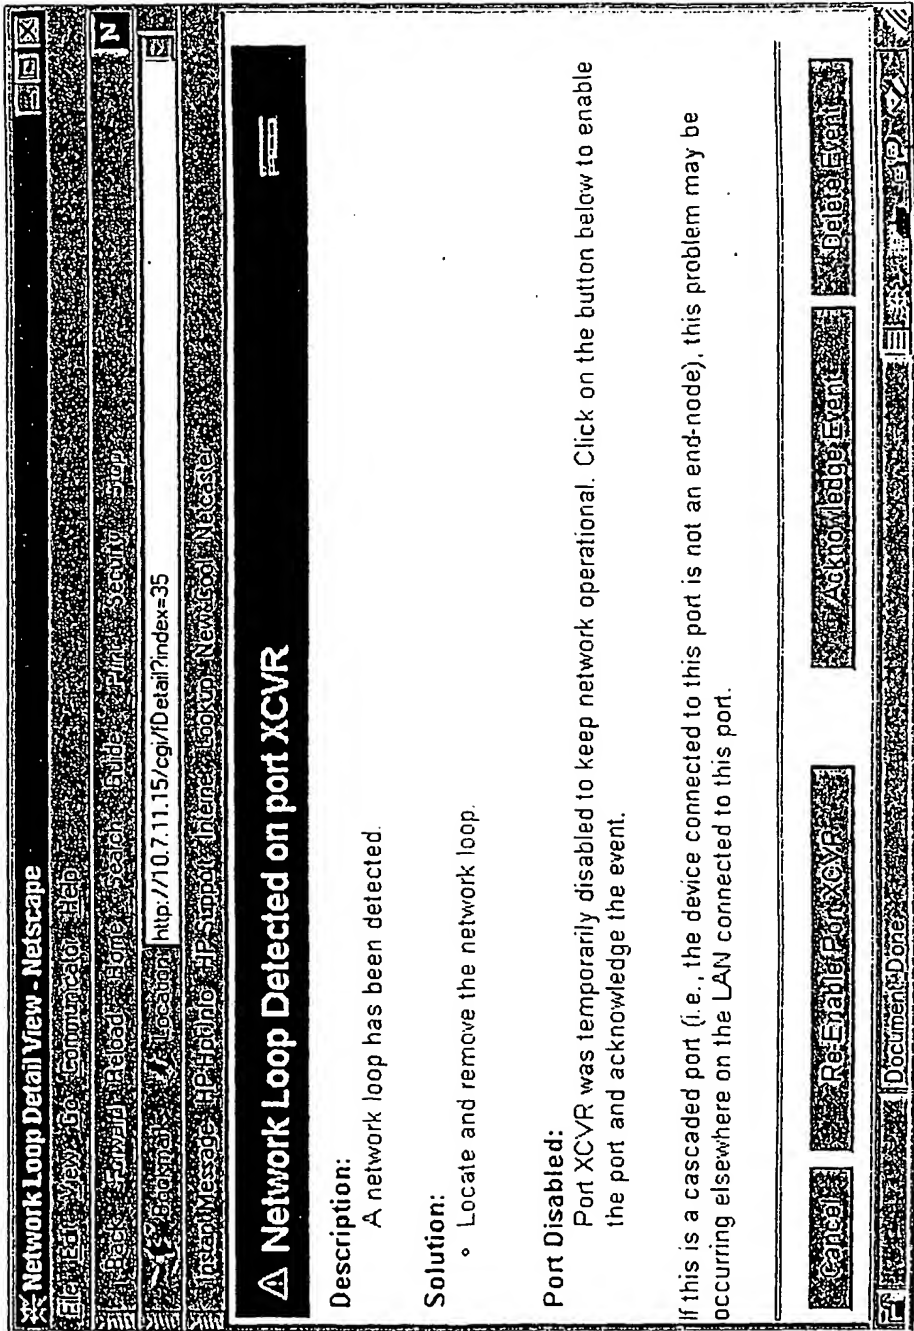 Network Loop Detail View - Netscape
File Edit View Go Communicator Help
Back Forward Reload Home Search Guide Print Security Stop
N
Bookmarks Location http://10.7.11.15/cgi/fDetail?index=35
Instant Message HP HpdInfo HP Support Internet Lookup New&Cool Netcaster
Network Loop Detected on port XCVR
Description:
A network loop has been detected.
Solution:
Locate and remove the network loop.
Port Disabled:
Port XCVR was temporarily disabled to keep network operational. Click on the button below to enable
the port and acknowledge the event.
If this is a cascaded port (i.e., the device connected to this port is not an end-node), this problem may be
occurring elsewhere on the LAN connected to this port.
Cancel Re-Enable Port XCVR Acknowledge Event Delete Event
Document: Done